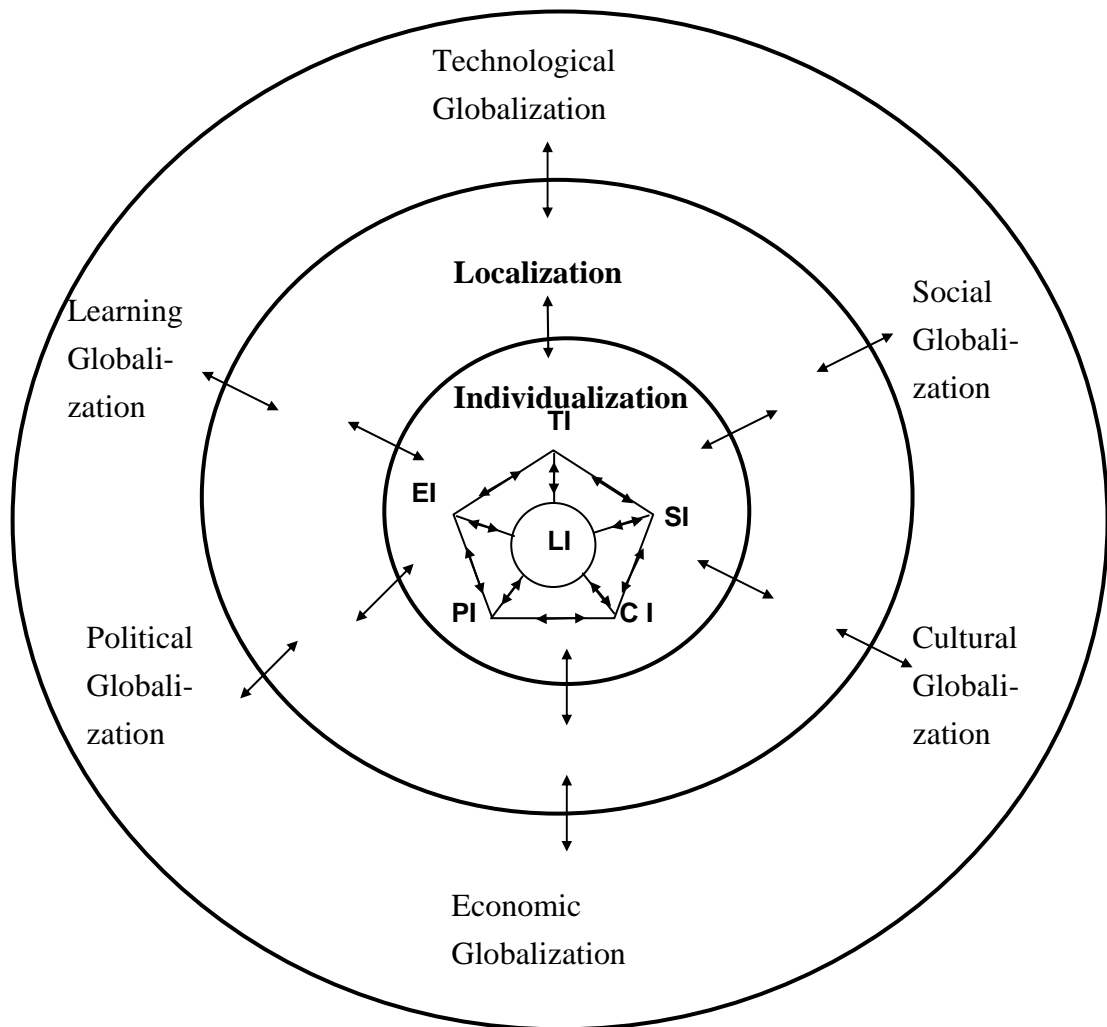 Technological
Globalization
Localization
Learning
Globali-
zation
Social
Globali-
zation
Individualization
TI
EI
SI
LI
PI
C I
Political
Globali-
zation
Cultural
Globali-
zation
Economic
Globalization